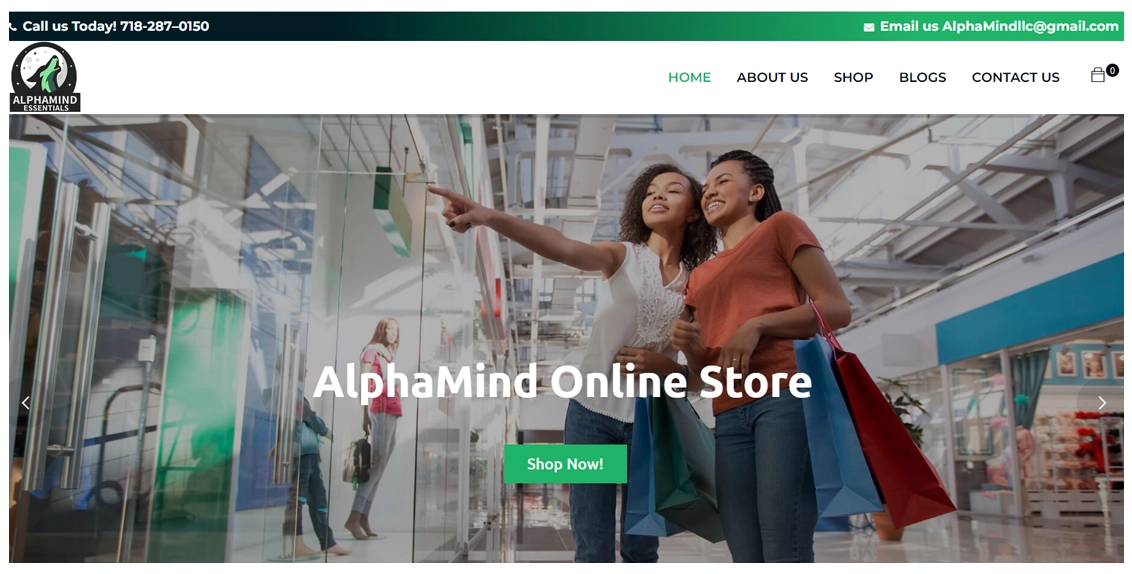 Call us Today! 718-287–0150
Email us AlphaMindllc@gmail.com
ALPHAMIND
ESSENTIALS
HOME ABOUT US SHOP BLOGS CONTACT US 0
AlphaMind Online Store
Shop Now!